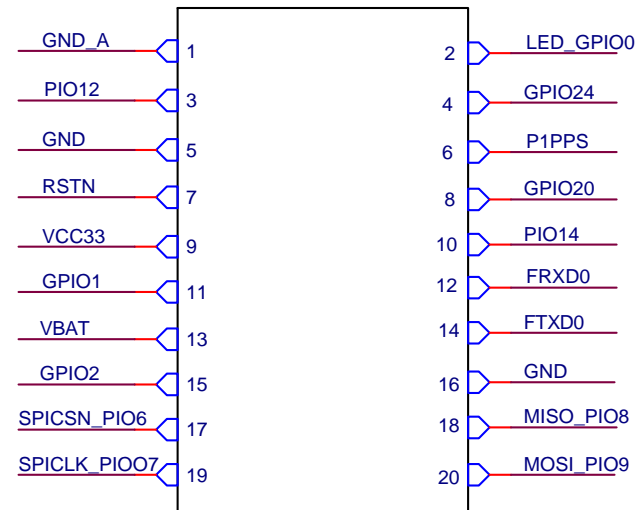 GND_A 1 2 LED_GPIO0
PIO12 3 4 GPIO24
GND 5 6 P1PPS
RSTN 7 8 GPIO20
VCC33 9 10 PIO14
GPIO1 11 12 FRXD0
VBAT 13 14 FTXD0
GPIO2 15 16 GND
SPICSN_PIO6 17 18 MISO_PIO8
SPICLK_PIOO7 19 20 MOSI_PIO9